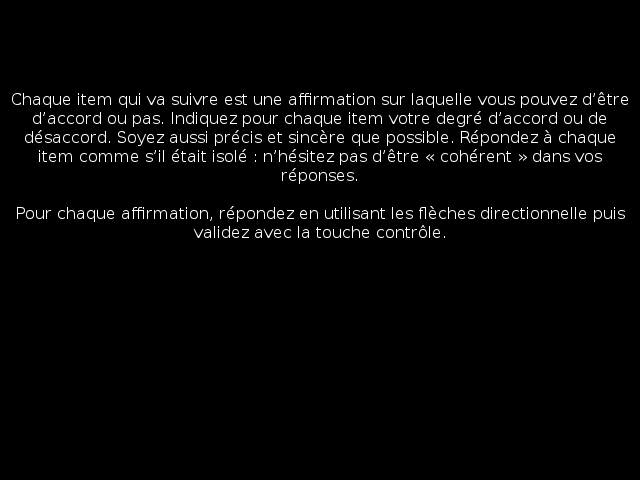 Chaque item qui va suivre est une affirmation sur laquelle vous pouvez d’être
d’accord ou pas. Indiquez pour chaque item votre degré d’accord ou de
désaccord. Soyez aussi précis et sincère que possible. Répondez à chaque
item comme s’il était isolé : n’hésitez pas d’être « cohérent » dans vos
réponses.
Pour chaque affirmation, répondez en utilisant les flèches directionnelle puis
validez avec la touche contrôle.